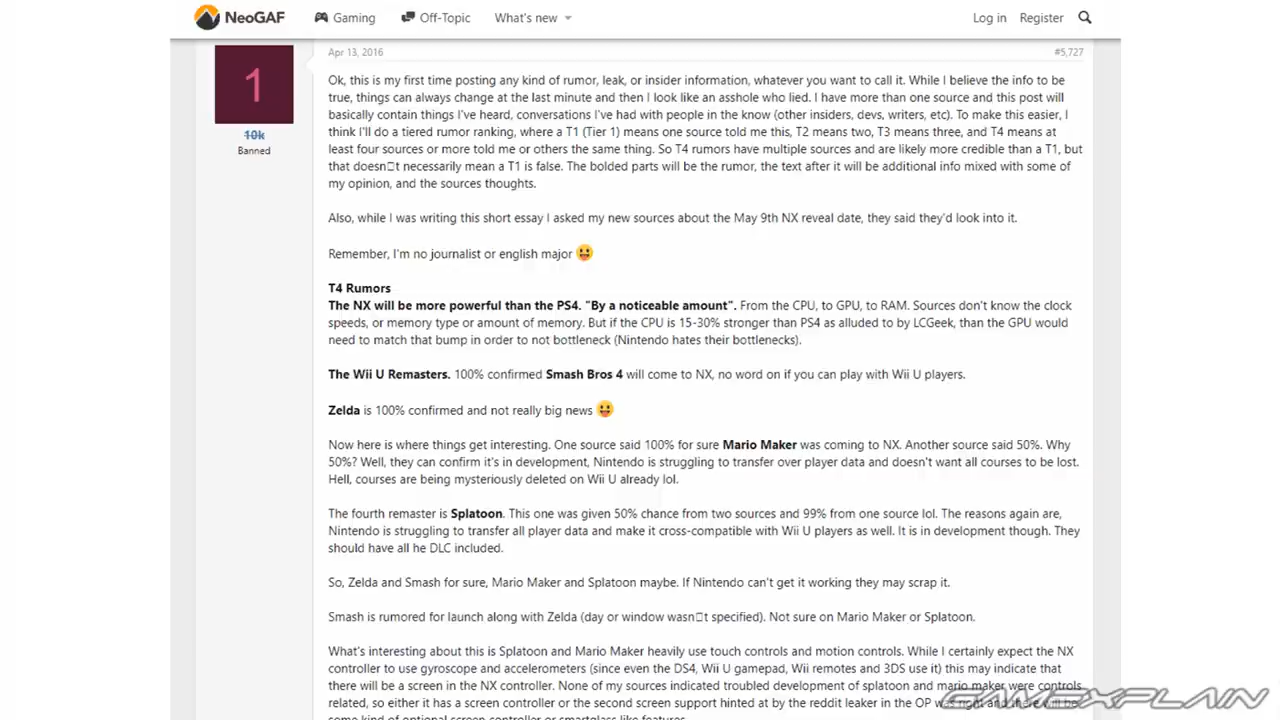 NeoGAF Gaming Off-Topic What's new Log in Register
Apr 13, 2016 #5,727
1
10k
Banned
Ok, this is my first time posting any kind of rumor, leak, or insider information, whatever you want to call it. While I believe the info to be
true, things can always change at the last minute and then I look like an asshole who lied. I have more than one source and this post will
basically contain things I've heard, conversations I've had with people in the know (other insiders, devs, writers, etc). To make this easier, I
think I'll do a tiered rumor ranking, where a T1 (Tier 1) means one source told me this, T2 means two, T3 means three, and T4 means at
least four sources or more told me or others the same thing. So T4 rumors have multiple sources and are likely more credible than a T1, but
that doesn□t necessarily mean a T1 is false. The bolded parts will be the rumor, the text after it will be additional info mixed with some of
my opinion, and the sources thoughts.
Also, while I was writing this short essay I asked my new sources about the May 9th NX reveal date, they said they'd look into it.
Remember, I'm no journalist or english major 😛
T4 Rumors
The NX will be more powerful than the PS4. "By a noticeable amount". From the CPU, to GPU, to RAM. Sources don't know the clock
speeds, or memory type or amount of memory. But if the CPU is 15-30% stronger than PS4 as alluded to by LCGeek, than the GPU would
need to match that bump in order to not bottleneck (Nintendo hates their bottlenecks).
The Wii U Remasters. 100% confirmed Smash Bros 4 will come to NX, no word on if you can play with Wii U players.
Zelda is 100% confirmed and not really big news 😛
Now here is where things get interesting. One source said 100% for sure Mario Maker was coming to NX. Another source said 50%. Why
50%? Well, they can confirm it's in development, Nintendo is struggling to transfer over player data and doesn't want all courses to be lost.
Hell, courses are being mysteriously deleted on Wii U already lol.
The fourth remaster is Splatoon. This one was given 50% chance from two sources and 99% from one source lol. The reasons again are,
Nintendo is struggling to transfer all player data and make it cross-compatible with Wii U players as well. It is in development though. They
should have all he DLC included.
So, Zelda and Smash for sure, Mario Maker and Splatoon maybe. If Nintendo can't get it working they may scrap it.
Smash is rumored for launch along with Zelda (day or window wasn□t specified). Not sure on Mario Maker or Splatoon.
What's interesting about this is Splatoon and Mario Maker heavily use touch controls and motion controls. While I certainly expect the NX
controller to use gyroscope and accelerometers (since even the DS4, Wii U gamepad, Wii remotes and 3DS use it) this may indicate that
there will be a screen in the NX controller. None of my sources indicated troubled development of splatoon and mario maker were controls
related, so either it has a screen controller or the second screen support hinted at by the reddit leaker in the OP was right and there will be
some kind of optional screen controller or smartglass like features.
GAMEXPLAIN